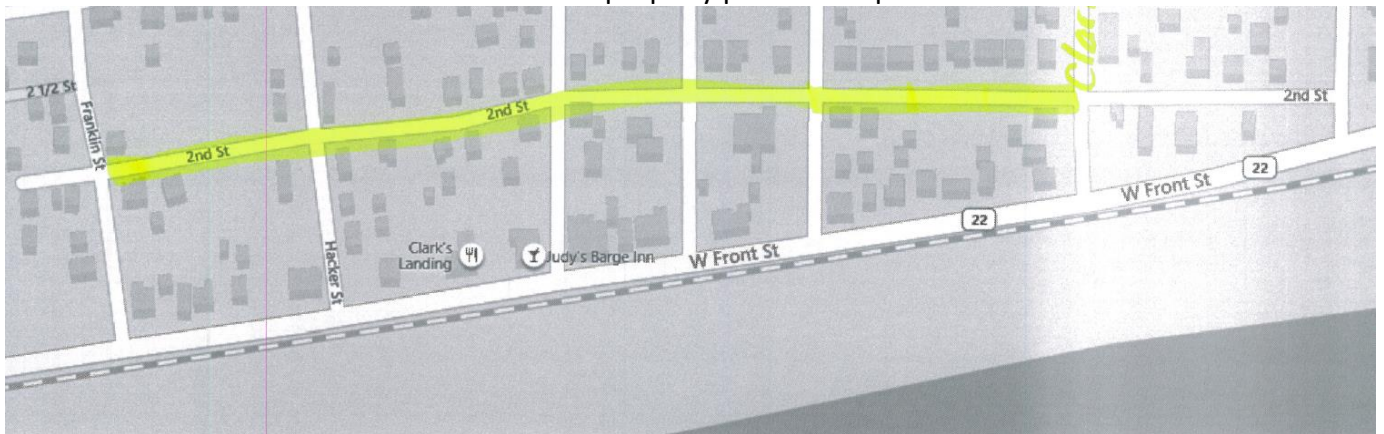 2 1/2 St
Franklin St
2nd St
2nd St
2nd St
Hacker St
Clark's
Landing
Judy's Barge Inn
W Front St
22
W Front St
22